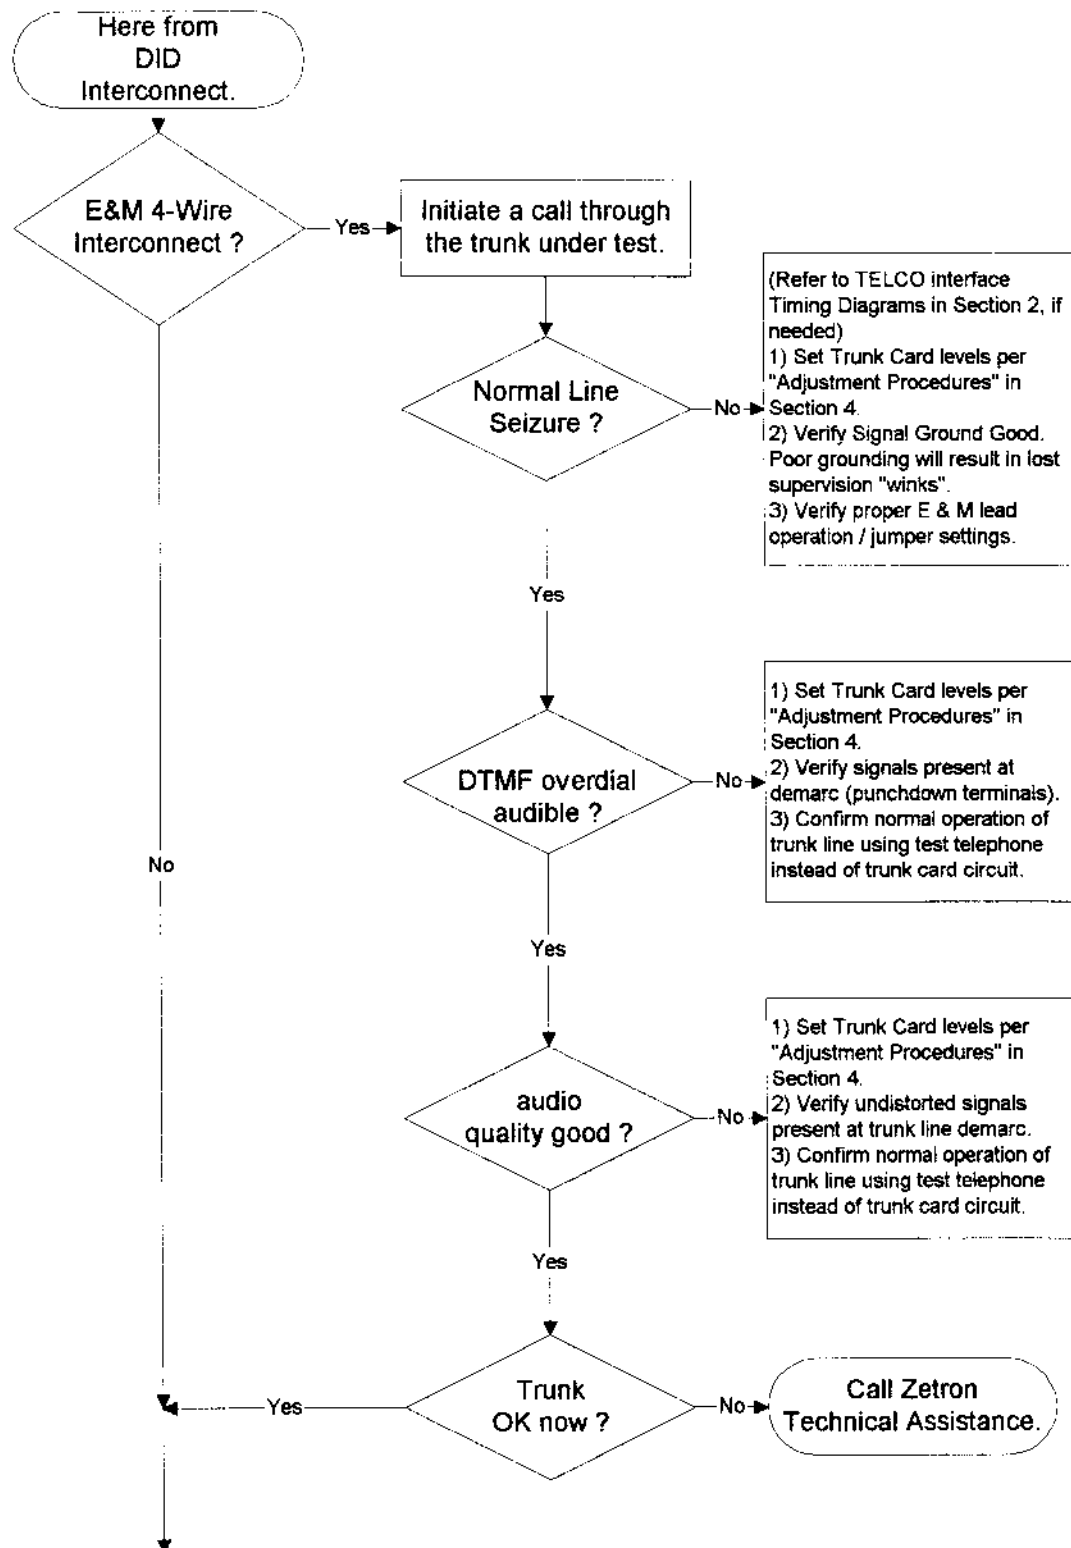 Here from
DID
Interconnect.
E&M 4-Wire
Interconnect ?
Yes
Initiate a call through
the trunk under test.
Normal Line
Seizure ?
No
(Refer to TELCO interface
Timing Diagrams in Section 2, if
needed)
1) Set Trunk Card levels per
"Adjustment Procedures" in
Section 4.
2) Verify Signal Ground Good.
Poor grounding will result in lost
supervision "winks".
3) Verify proper E & M lead
operation / jumper settings.
Yes
DTMF overdial
audible ?
No
1) Set Trunk Card levels per
"Adjustment Procedures" in
Section 4.
2) Verify signals present at
demarc (punchdown terminals).
3) Confirm normal operation of
trunk line using test telephone
instead of trunk card circuit.
No
Yes
audio
quality good ?
No
1) Set Trunk Card levels per
"Adjustment Procedures" in
Section 4.
2) Verify undistorted signals
present at trunk line demarc.
3) Confirm normal operation of
trunk line using test telephone
instead of trunk card circuit.
Yes
Trunk
OK now ?
Yes
No
Call Zetron
Technical Assistance.